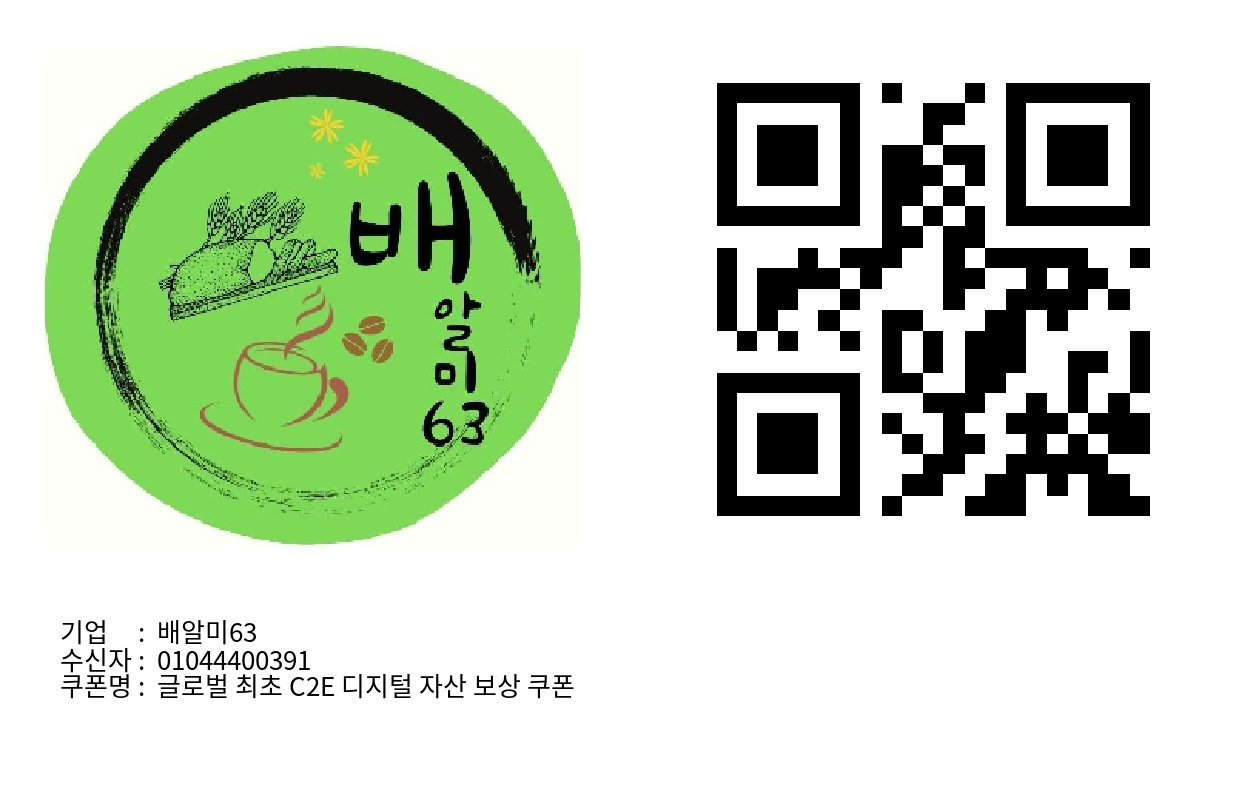 배
알
미
63
기업 : 배알미63
수신자 : 01044400391
쿠폰명 : 글로벌 최초 C2E 디지털 자산 보상 쿠폰